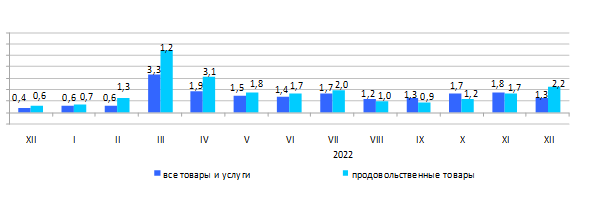 0,4 0,6 0,6 0,7 0,6 1,3 3,3 1,2 1,9 3,1 1,5 1,8 1,4 1,7 1,7 2,0 1,2 1,0 1,3 0,9 1,7 1,2 1,8 1,7 1,3 2,2
XII I II III IV V VI VII VIII IX X XI XII
2022
все товары и услуги продовольственные товары